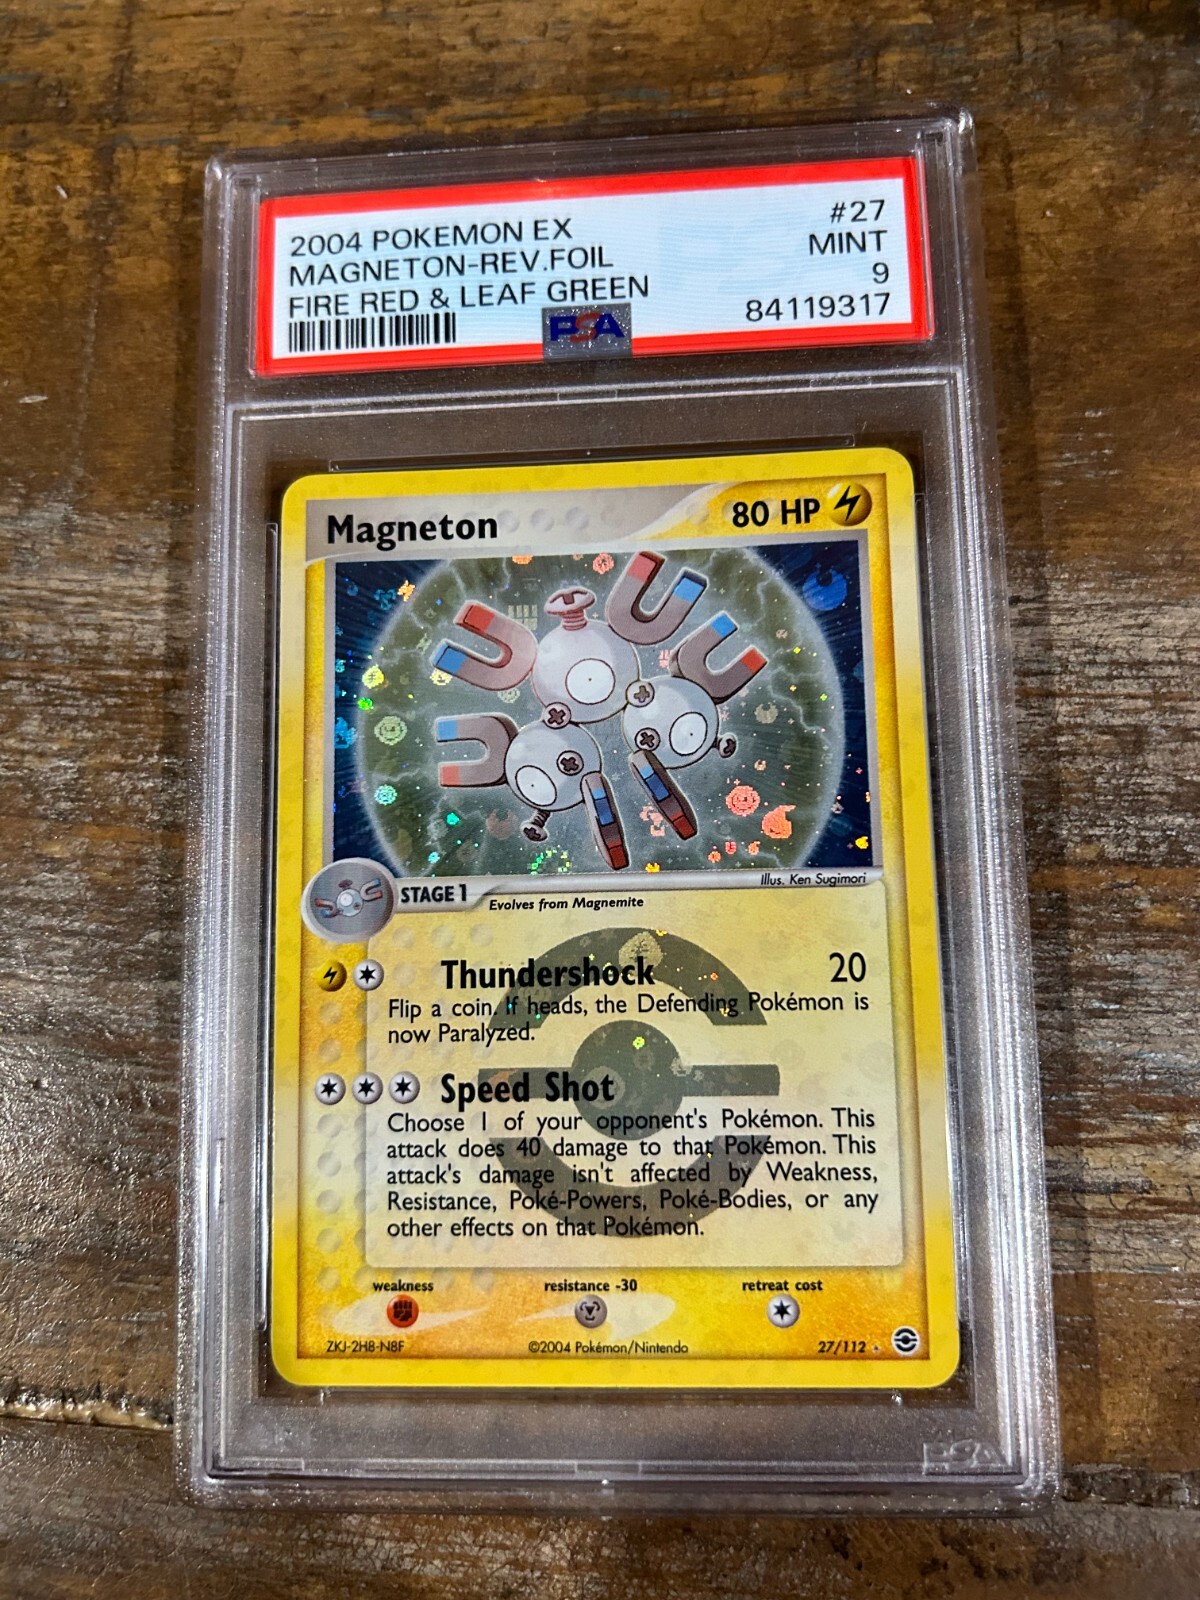 2004 POKEMON EX #27
MAGNETON-REV.FOIL MINT
FIRE RED & LEAF GREEN 9
PSA 84119317
Magneton 80 HP
Illus. Ken Sugimori
STAGE 1 Evolves from Magnemite
Thundershock 20
Flip a coin. If heads, the Defending Pokémon is
now Paralyzed.
Speed Shot
Choose 1 of your opponent's Pokémon. This
attack does 40 damage to that Pokémon. This
attack's damage isn't affected by Weakness,
Resistance, Poké-Powers, Poké-Bodies, or any
other effects on that Pokémon.
weakness resistance -30 retreat cost
ZKJ-2H8-N8F ©2004 Pokémon/Nintendo 27/112
PSA